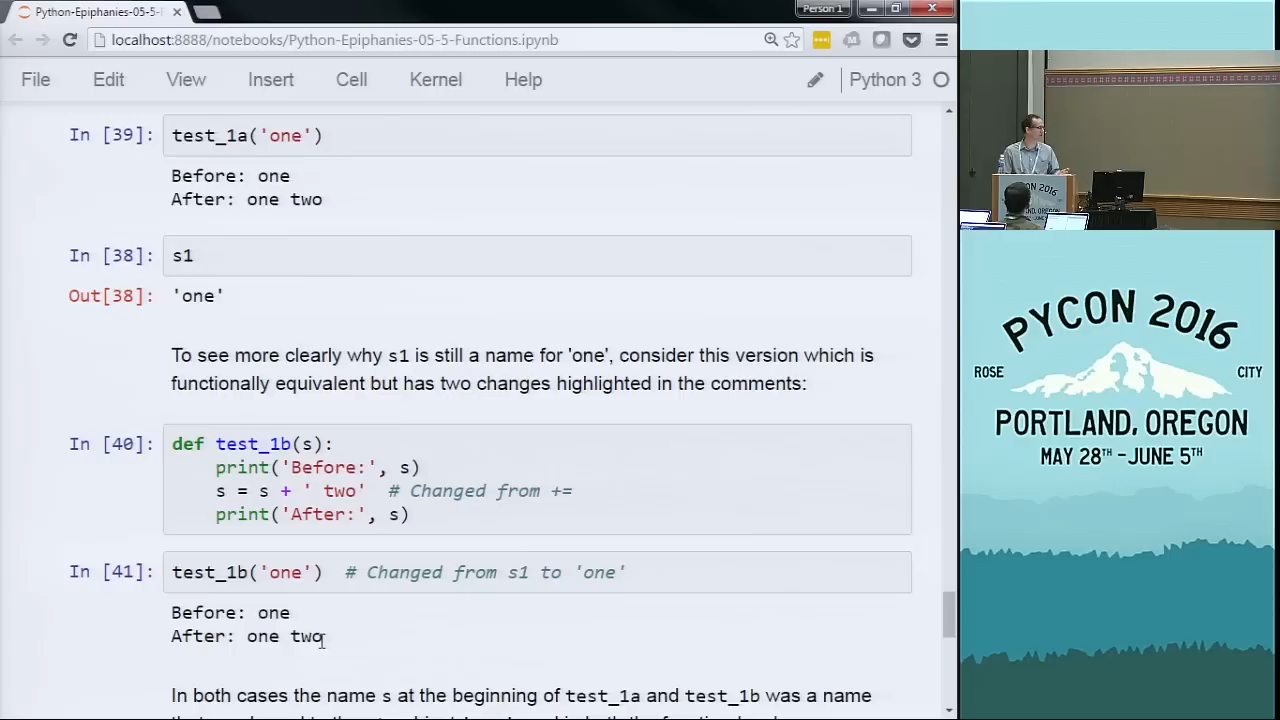 Python-Epiphanies-05-5-
Person 1
localhost:8888/notebooks/Python-Epiphanies-05-5-Functions.ipynb
File Edit View Insert Cell Kernel Help Python 3
In [39]: test_1a('one')
Before: one
After: one two
In [38]: s1
Out[38]: 'one'
To see more clearly why s1 is still a name for 'one', consider this version which is
functionally equivalent but has two changes highlighted in the comments:
In [40]: def test_1b(s):
print('Before:', s)
s = s + ' two' # Changed from +=
print('After:', s)
In [41]: test_1b('one') # Changed from s1 to 'one'
Before: one
After: one two
In both cases the name s at the beginning of test_1a and test_1b was a name
PYCON 2016
ROSE CITY
PORTLAND, OREGON
MAY 28TH -JUNE 5TH